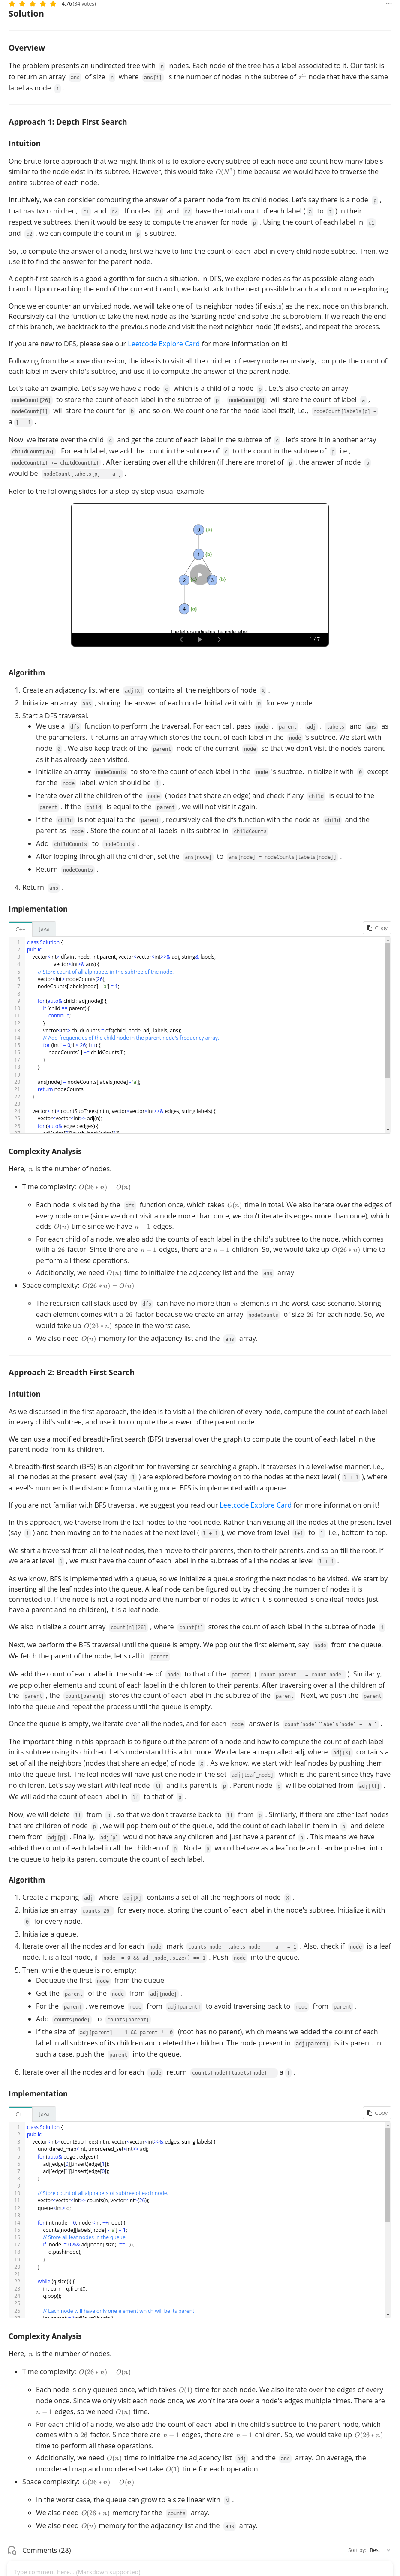 4.76 (34 votes)
Solution
Overview
The problem presents an undirected tree with n nodes. Each node of the tree has a label associated to it. Our task is
to return an array ans of size n where ans[i] is the number of nodes in the subtree of i^th node that have the same
label as node i .
Approach 1: Depth First Search
Intuition
One brute force approach that we might think of is to explore every subtree of each node and count how many labels
similar to the node exist in its subtree. However, this would take O(N²) time because we would have to traverse the
entire subtree of each node.
Intuitively, we can consider computing the answer of a parent node from its child nodes. Let's say there is a node p ,
that has two children, c1 and c2 . If nodes c1 and c2 have the total count of each label ( a to z ) in their
respective subtrees, then it would be easy to compute the answer for node p . Using the count of each label in c1
and c2 , we can compute the count in p 's subtree.
So, to compute the answer of a node, first we have to find the count of each label in every child node subtree. Then, we
use it to find the answer for the parent node.
A depth-first search is a good algorithm for such a situation. In DFS, we explore nodes as far as possible along each
branch. Upon reaching the end of the current branch, we backtrack to the next possible branch and continue exploring.
Once we encounter an unvisited node, we will take one of its neighbor nodes (if exists) as the next node on this branch.
Recursively call the function to take the next node as the 'starting node' and solve the subproblem. If we reach the end
of this branch, we backtrack to the previous node and visit the next neighbor node (if exists), and repeat the process.
If you are new to DFS, please see our Leetcode Explore Card for more information on it!
Following from the above discussion, the idea is to visit all the children of every node recursively, compute the count of
each label in every child's subtree, and use it to compute the answer of the parent node.
Let's take an example. Let's say we have a node c which is a child of a node p . Let's also create an array
nodeCount[26] to store the count of each label in the subtree of p . nodeCount[0] will store the count of label a ,
nodeCount[1] will store the count for b and so on. We count one for the node label itself, i.e., nodeCount[labels[p] −
a ] = 1 .
Now, we iterate over the child c and get the count of each label in the subtree of c , let's store it in another array
childCount[26] . For each label, we add the count in the subtree of c to the count in the subtree of p i.e.,
nodeCount[i] += childCount[i] . After iterating over all the children (if there are more) of p , the answer of node p
would be nodeCount[labels[p] − 'a'] .
Refer to the following slides for a step-by-step visual example:
0 (a)
1 (b)
2
3 (b)
4 (a)
The letters indicates the node label
1 / 7
Algorithm
1. Create an adjacency list where adj[X] contains all the neighbors of node X .
2. Initialize an array ans , storing the answer of each node. Initialize it with 0 for every node.
3. Start a DFS traversal.
We use a dfs function to perform the traversal. For each call, pass node , parent , adj , labels and ans as
the parameters. It returns an array which stores the count of each label in the node 's subtree. We start with
node 0 . We also keep track of the parent node of the current node so that we don't visit the node's parent
as it has already been visited.
Initialize an array nodeCounts to store the count of each label in the node 's subtree. Initialize it with 0 except
for the node label, which should be 1 .
Iterate over all the children of the node (nodes that share an edge) and check if any child is equal to the
parent . If the child is equal to the parent , we will not visit it again.
If the child is not equal to the parent , recursively call the dfs function with the node as child and the
parent as node . Store the count of all labels in its subtree in childCounts .
Add childCounts to nodeCounts .
After looping through all the children, set the ans[node] to ans[node] = nodeCounts[labels[node]] .
Return nodeCounts .
4. Return ans .
Implementation
C++ Java Copy
1 class Solution {
2 public:
3 vector<int> dfs(int node, int parent, vector<vector<int>>& adj, string& labels,
4 vector<int>& ans) {
5 // Store count of all alphabets in the subtree of the node.
6 vector<int> nodeCounts(26);
7 nodeCounts[labels[node] - 'a'] = 1;
8
9 for (auto& child : adj[node]) {
10 if (child == parent) {
11 continue;
12 }
13 vector<int> childCounts = dfs(child, node, adj, labels, ans);
14 // Add frequencies of the child node in the parent node's frequency array.
15 for (int i = 0; i < 26; i++) {
16 nodeCounts[i] += childCounts[i];
17 }
18 }
19
20 ans[node] = nodeCounts[labels[node] - 'a'];
21 return nodeCounts;
22 }
23
24 vector<int> countSubTrees(int n, vector<vector<int>>& edges, string labels) {
25 vector<vector<int>> adj(n);
26 for (auto& edge : edges) {
Complexity Analysis
Here, n is the number of nodes.
Time complexity: O(26 ∗ n) = O(n)
Each node is visited by the dfs function once, which takes O(n) time in total. We also iterate over the edges of
every node once (since we don't visit a node more than once, we don't iterate its edges more than once), which
adds O(n) time since we have n − 1 edges.
For each child of a node, we also add the counts of each label in the child's subtree to the node, which comes
with a 26 factor. Since there are n − 1 edges, there are n − 1 children. So, we would take up O(26 ∗ n) time to
perform all these operations.
Additionally, we need O(n) time to initialize the adjacency list and the ans array.
Space complexity: O(26 ∗ n) = O(n)
The recursion call stack used by dfs can have no more than n elements in the worst-case scenario. Storing
each element comes with a 26 factor because we create an array nodeCounts of size 26 for each node. So, we
would take up O(26 ∗ n) space in the worst case.
We also need O(n) memory for the adjacency list and the ans array.
Approach 2: Breadth First Search
Intuition
As we discussed in the first approach, the idea is to visit all the children of every node, compute the count of each label
in every child's subtree, and use it to compute the answer of the parent node.
We can use a modified breadth-first search (BFS) traversal over the graph to compute the count of each label in the
parent node from its children.
A breadth-first search (BFS) is an algorithm for traversing or searching a graph. It traverses in a level-wise manner, i.e.,
all the nodes at the present level (say l ) are explored before moving on to the nodes at the next level ( l + 1 ), where
a level's number is the distance from a starting node. BFS is implemented with a queue.
If you are not familiar with BFS traversal, we suggest you read our Leetcode Explore Card for more information on it!
In this approach, we traverse from the leaf nodes to the root node. Rather than visiting all the nodes at the present level
(say l ) and then moving on to the nodes at the next level ( l + 1 ), we move from level l+1 to l i.e., bottom to top.
We start a traversal from all the leaf nodes, then move to their parents, and then to their parents, and so on till the root. If
we are at level l , we must have the count of each label in the subtrees of all the nodes at level l + 1 .
As we know, BFS is implemented with a queue, so we initialize a queue storing the next nodes to be visited. We start by
inserting all the leaf nodes into the queue. A leaf node can be figured out by checking the number of nodes it is
connected to. If the node is not a root node and the number of nodes to which it is connected is one (leaf nodes just
have a parent and no children), it is a leaf node.
We also initialize a count array count[n][26] , where count[i] stores the count of each label in the subtree of node i .
Next, we perform the BFS traversal until the queue is empty. We pop out the first element, say node from the queue.
We fetch the parent of the node, let's call it parent .
We add the count of each label in the subtree of node to that of the parent ( count[parent] += count[node] ). Similarly,
we pop other elements and count of each label in the children to their parents. After traversing over all the children of
the parent , the count[parent] stores the count of each label in the subtree of the parent . Next, we push the parent
into the queue and repeat the process until the queue is empty.
Once the queue is empty, we iterate over all the nodes, and for each node answer is count[node][labels[node] − 'a'] .
The important thing in this approach is to figure out the parent of a node and how to compute the count of each label
in its subtree using its children. Let's understand this a bit more. We declare a map called adj, where adj[X] contains a
set of all the neighbors (nodes that share an edge) of node X . As we know, we start with leaf nodes by pushing them
into the queue first. The leaf nodes will have just one node in the set adj[leaf_node] which is the parent since they have
no children. Let's say we start with leaf node lf and its parent is p . Parent node p will be obtained from adj[lf] .
We will add the count of each label in lf to that of p .
Now, we will delete lf from p , so that we don't traverse back to lf from p . Similarly, if there are other leaf nodes
that are children of node p , we will pop them out of the queue, add the count of each label in them in p and delete
them from adj[p] . Finally, adj[p] would not have any children and just have a parent of p . This means we have
added the count of each label in all the children of p . Node p would behave as a leaf node and can be pushed into
the queue to help its parent compute the count of each label.
Algorithm
1. Create a mapping adj where adj[X] contains a set of all the neighbors of node X .
2. Initialize an array counts[26] for every node, storing the count of each label in the node's subtree. Initialize it with
0 for every node.
3. Initialize a queue.
4. Iterate over all the nodes and for each node mark counts[node][labels[node] − 'a'] = 1 . Also, check if node is a leaf
node. It is a leaf node, if node != 0 && adj[node].size() == 1 . Push node into the queue.
5. Then, while the queue is not empty:
Dequeue the first node from the queue.
Get the parent of the node from adj[node] .
For the parent , we remove node from adj[parent] to avoid traversing back to node from parent .
Add counts[node] to counts[parent] .
If the size of adj[parent] == 1 && parent != 0 (root has no parent), which means we added the count of each
label in all subtrees of its children and deleted the children. The node present in adj[parent] is its parent. In
such a case, push the parent into the queue.
6. Iterate over all the nodes and for each node return counts[node][labels[node] − a ] .
Implementation
C++ Java Copy
1 class Solution {
2 public:
3 vector<int> countSubTrees(int n, vector<vector<int>>& edges, string labels) {
4 unordered_map<int, unordered_set<int>> adj;
5 for (auto& edge : edges) {
6 adj[edge[0]].insert(edge[1]);
7 adj[edge[1]].insert(edge[0]);
8 }
9
10 // Store count of all alphabets of subtree of each node.
11 vector<vector<int>> counts(n, vector<int>(26));
12 queue<int> q;
13
14 for (int node = 0; node < n; ++node) {
15 counts[node][labels[node] - 'a'] = 1;
16 // Store all leaf nodes in the queue.
17 if (node != 0 && adj[node].size() == 1) {
18 q.push(node);
19 }
20 }
21
22 while (q.size()) {
23 int curr = q.front();
24 q.pop();
25
26 // Each node will have only one element which will be its parent.
Complexity Analysis
Here, n is the number of nodes.
Time complexity: O(26 ∗ n) = O(n)
Each node is only queued once, which takes O(1) time for each node. We also iterate over the edges of every
node once. Since we only visit each node once, we won't iterate over a node's edges multiple times. There are
n − 1 edges, so we need O(n) time.
For each child of a node, we also add the count of each label in the child's subtree to the parent node, which
comes with a 26 factor. Since there are n − 1 edges, there are n − 1 children. So, we would take up O(26 ∗ n)
time to perform all these operations.
Additionally, we need O(n) time to initialize the adjacency list adj and the ans array. On average, the
unordered map and unordered set take O(1) time for each operation.
Space complexity: O(26 ∗ n) = O(n)
In the worst case, the queue can grow to a size linear with N .
We also need O(26 ∗ n) memory for the counts array.
We also need O(n) memory for the adjacency list and the ans array.
Comments (28) Sort by: Best
Type comment here... (Markdown supported)